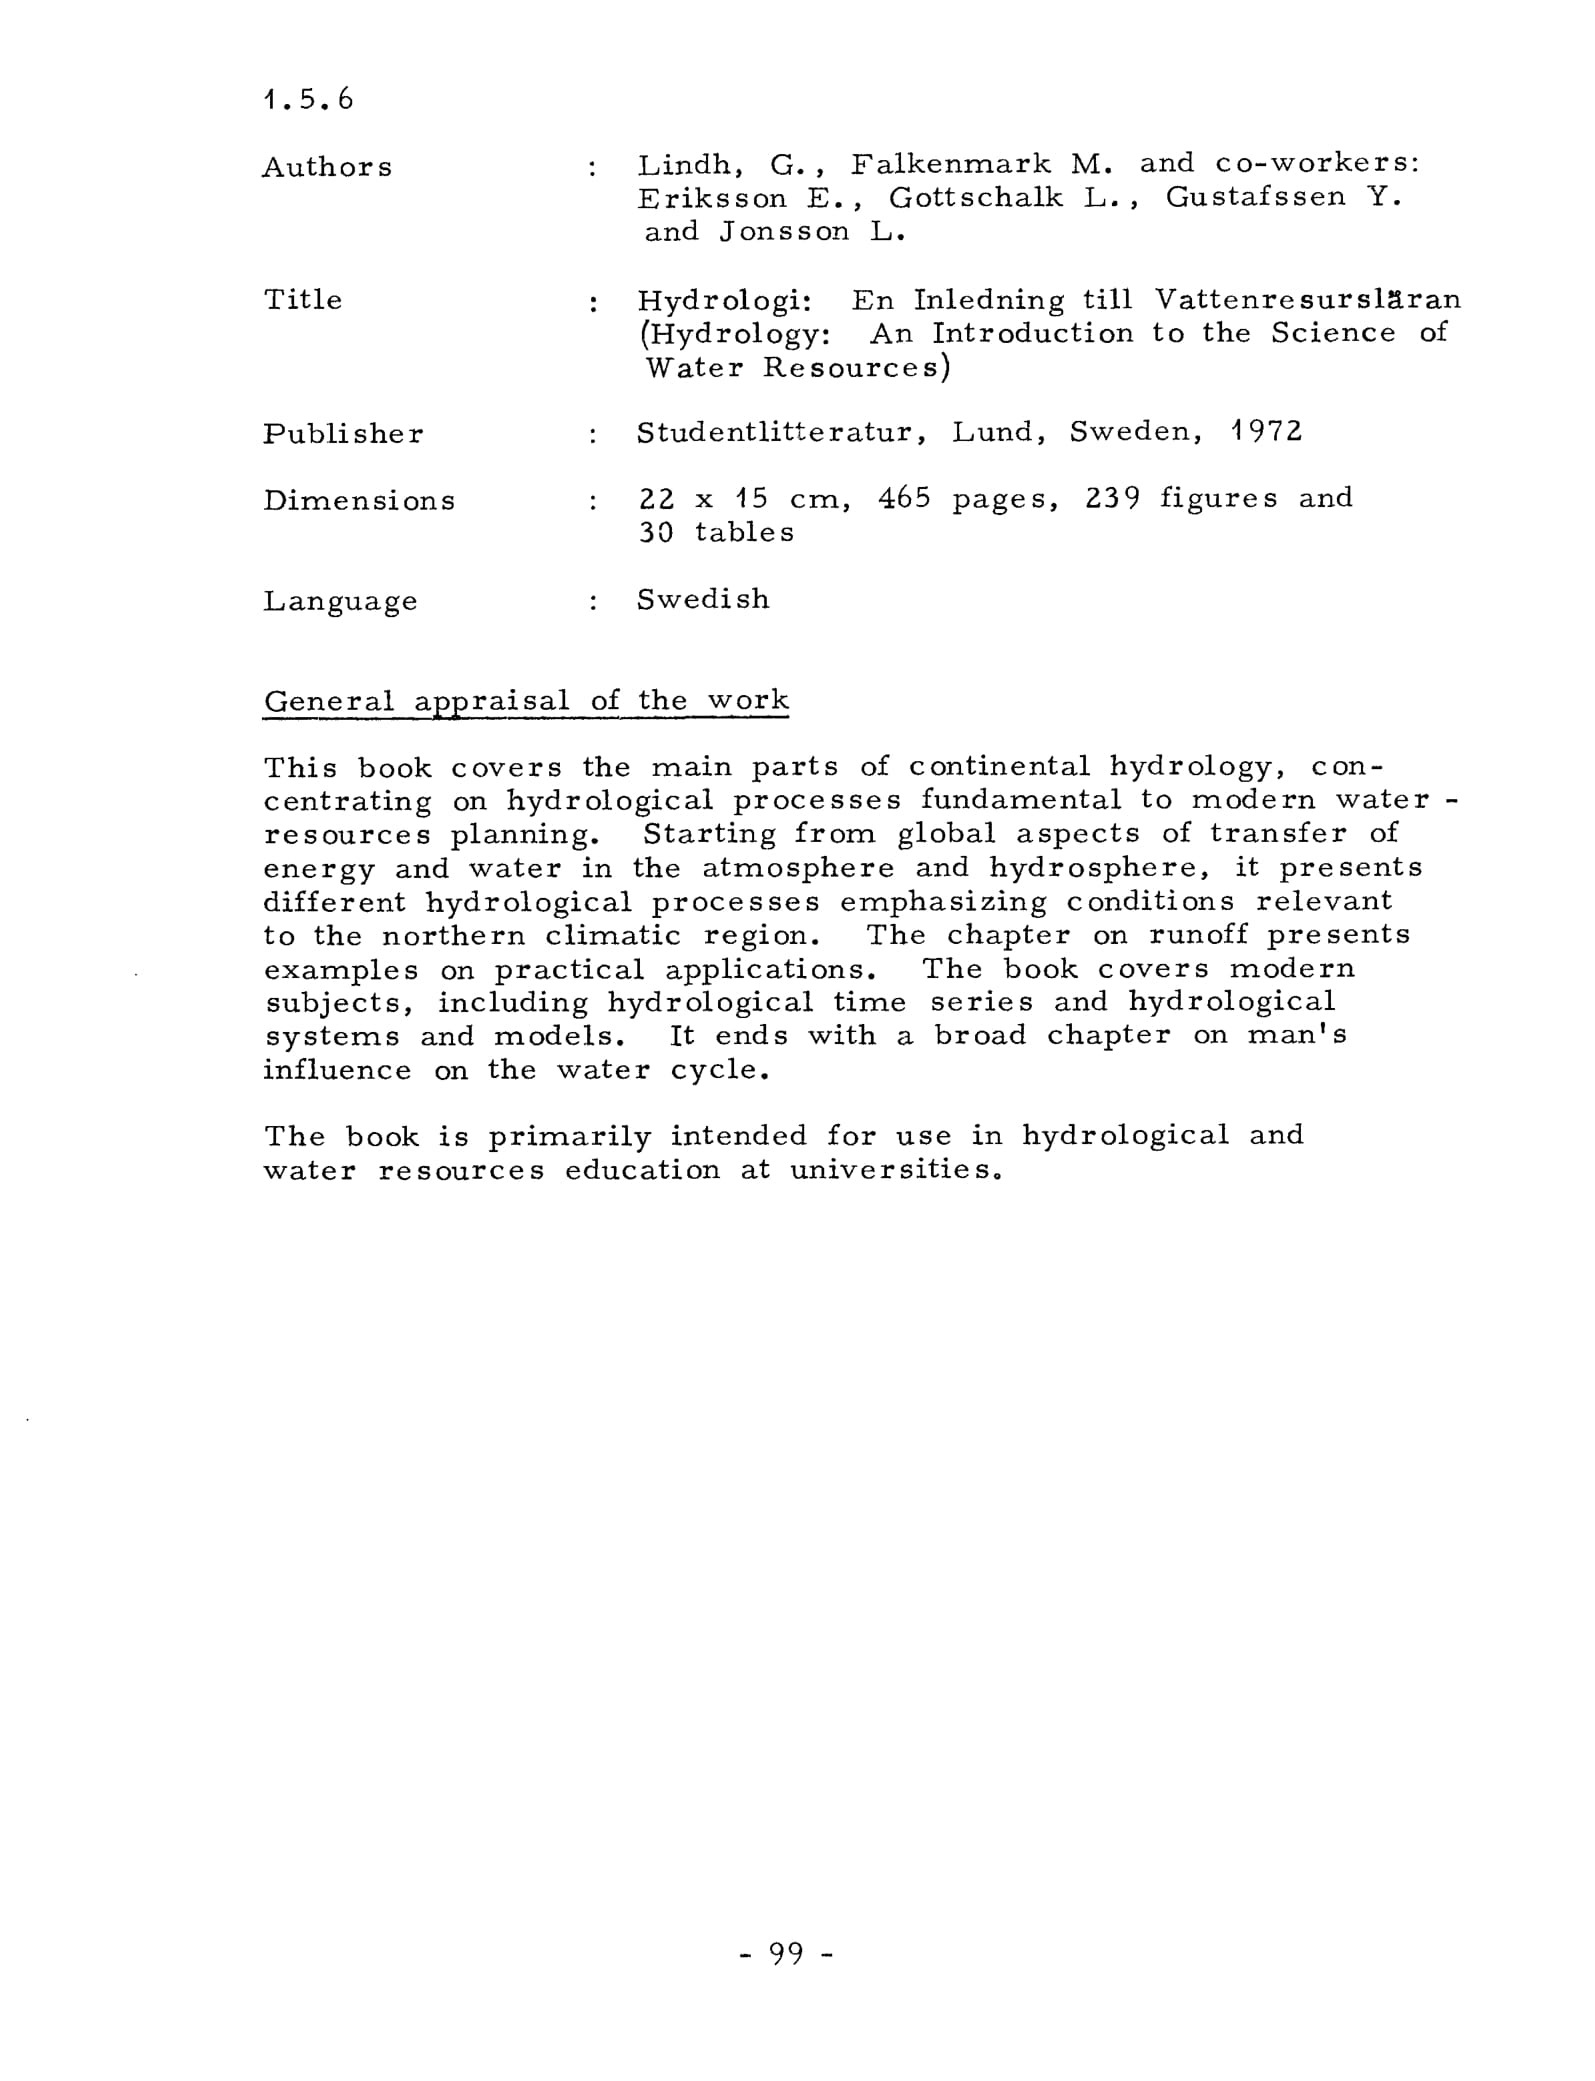 1.5.6
Authors : Lindh, G., Falkenmark M. and co-workers:
Eriksson E., Gottschalk L., Gustafssen Y.
and Jonsson L.
Title : Hydrologi: En Inledning till Vattenresursläran
(Hydrology: An Introduction to the Science of
Water Resources)
Publisher : Studentlitteratur, Lund, Sweden, 1972
Dimensions : 22 x 15 cm, 465 pages, 239 figures and
30 tables
Language : Swedish
General appraisal of the work
This book covers the main parts of continental hydrology, con-
centrating on hydrological processes fundamental to modern water -
resources planning. Starting from global aspects of transfer of
energy and water in the atmosphere and hydrosphere, it presents
different hydrological processes emphasizing conditions relevant
to the northern climatic region. The chapter on runoff presents
examples on practical applications. The book covers modern
subjects, including hydrological time series and hydrological
systems and models. It ends with a broad chapter on man's
influence on the water cycle.
The book is primarily intended for use in hydrological and
water resources education at universities.
- 99 -